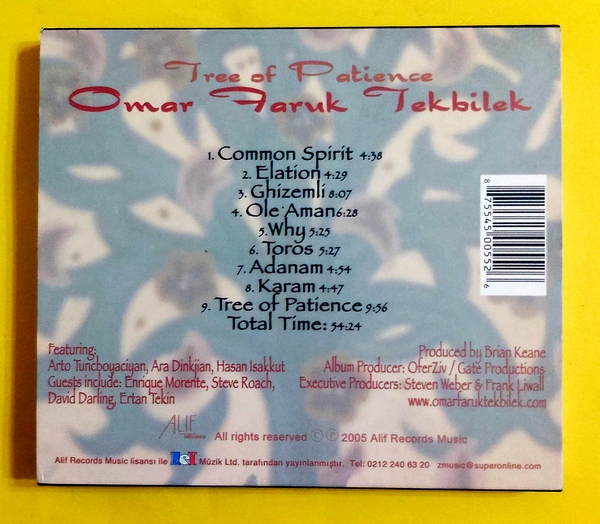 Tree of Patience
Omar Faruk Tekbilek
1. Common Spirit 4:38
2. Elation 4:29
3. Ghizemli 8:07
4. Ole Aman 6:28
5. Why 5:25
6. Toros 5:27
7. Adanam 4:54
8. Karam 4:47
9. Tree of Patience 9:56
Total Time: 54:24
8 75545 00552 6
Featuring:
Arto Tuncboyaciyan, Ara Dinkjian, Hasan Isakkut
Guests include: Enrique Morente, Steve Roach,
David Darling, Ertan Tekin
Produced by Brian Keane
Album Producer: OferZiv / Gate Productions
Executive Producers: Steven Weber & Frank Liwall
www.omarfaruktekbilek.com
ALIF
All rights reserved © ℗ 2005 Alif Records Music
Alif Records Music lisansı ile Müzik Ltd. tarafından yayınlanmıştır. Tel: 0212 240 63 20 zmusic@superonline.com